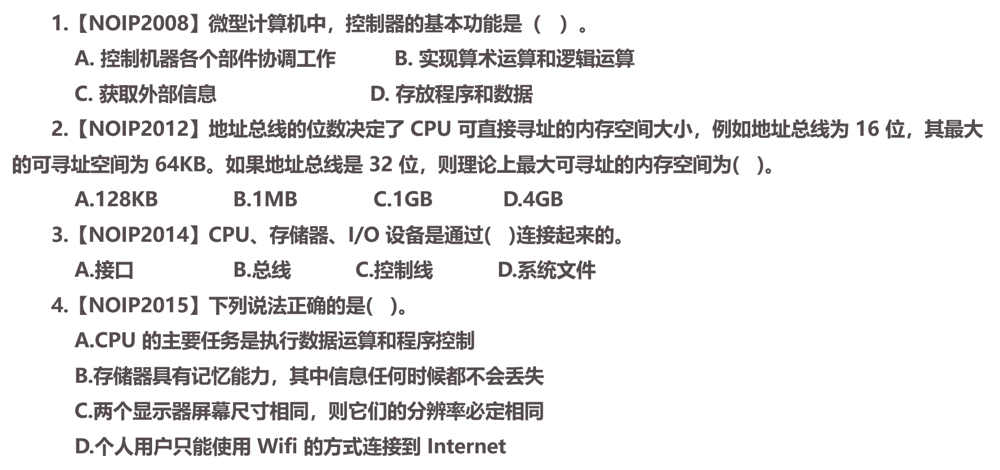 1.【NOIP2008】微型计算机中，控制器的基本功能是（ ）。
A. 控制机器各个部件协调工作 B. 实现算术运算和逻辑运算
C. 获取外部信息 D. 存放程序和数据
2.【NOIP2012】地址总线的位数决定了 CPU 可直接寻址的内存空间大小，例如地址总线为 16 位，其最大
的可寻址空间为 64KB。如果地址总线是 32 位，则理论上最大可寻址的内存空间为( )。
A.128KB B.1MB C.1GB D.4GB
3.【NOIP2014】CPU、存储器、I/O 设备是通过( )连接起来的。
A.接口 B.总线 C.控制线 D.系统文件
4.【NOIP2015】下列说法正确的是( )。
A.CPU 的主要任务是执行数据运算和程序控制
B.存储器具有记忆能力，其中信息任何时候都不会丢失
C.两个显示器屏幕尺寸相同，则它们的分辨率必定相同
D.个人用户只能使用 Wifi 的方式连接到 Internet